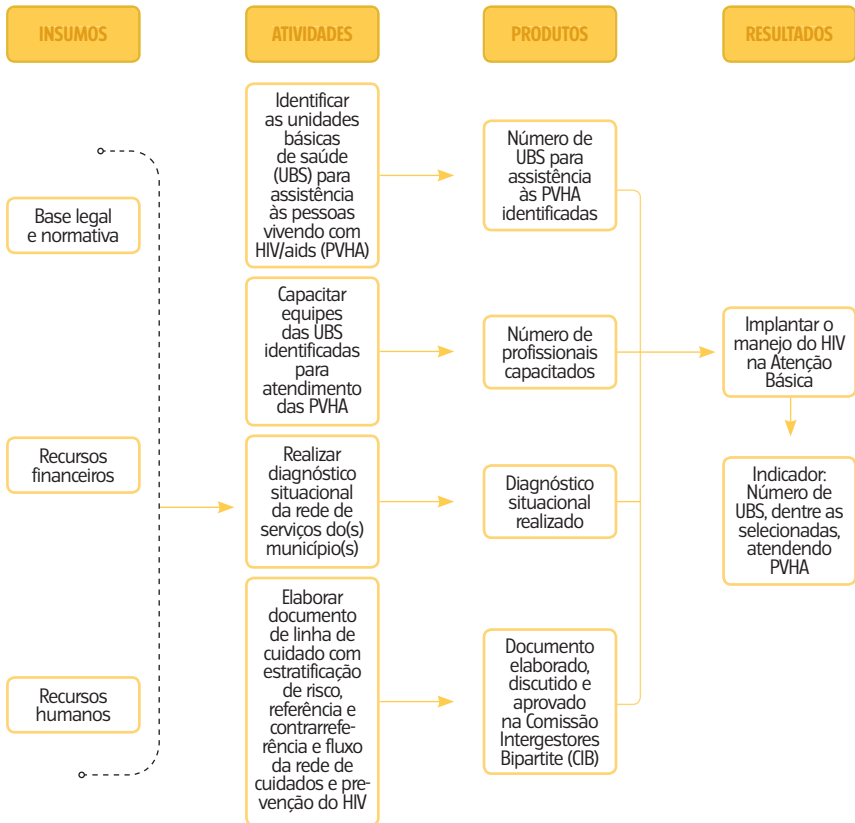 INSUMOS
ATIVIDADES
PRODUTOS
RESULTADOS
Base legal
e normativa
Recursos
financeiros
Recursos
humanos
Identificar
as unidades
básicas
de saúde
(UBS) para
assistência
às pessoas
vivendo com
HIV/aids (PVHA)
Capacitar
equipes
das UBS
identificadas
para
atendimento
das PVHA
Realizar
diagnóstico
situacional
da rede de
serviços do(s)
município(s)
Elaborar
documento
de linha de
cuidado com
estratificação
de risco,
referência e
contrarrefe-
rência e fluxo
da rede de
cuidados e pre-
venção do HIV
Número de
UBS para
assistência
às PVHA
identificadas
Número de
profissionais
capacitados
Diagnóstico
situacional
realizado
Documento
elaborado,
discutido e
aprovado
na Comissão
Intergestores
Bipartite (CIB)
Implantar o
manejo do HIV
na Atenção
Básica
Indicador:
Número de
UBS, dentre as
selecionadas,
atendendo
PVHA